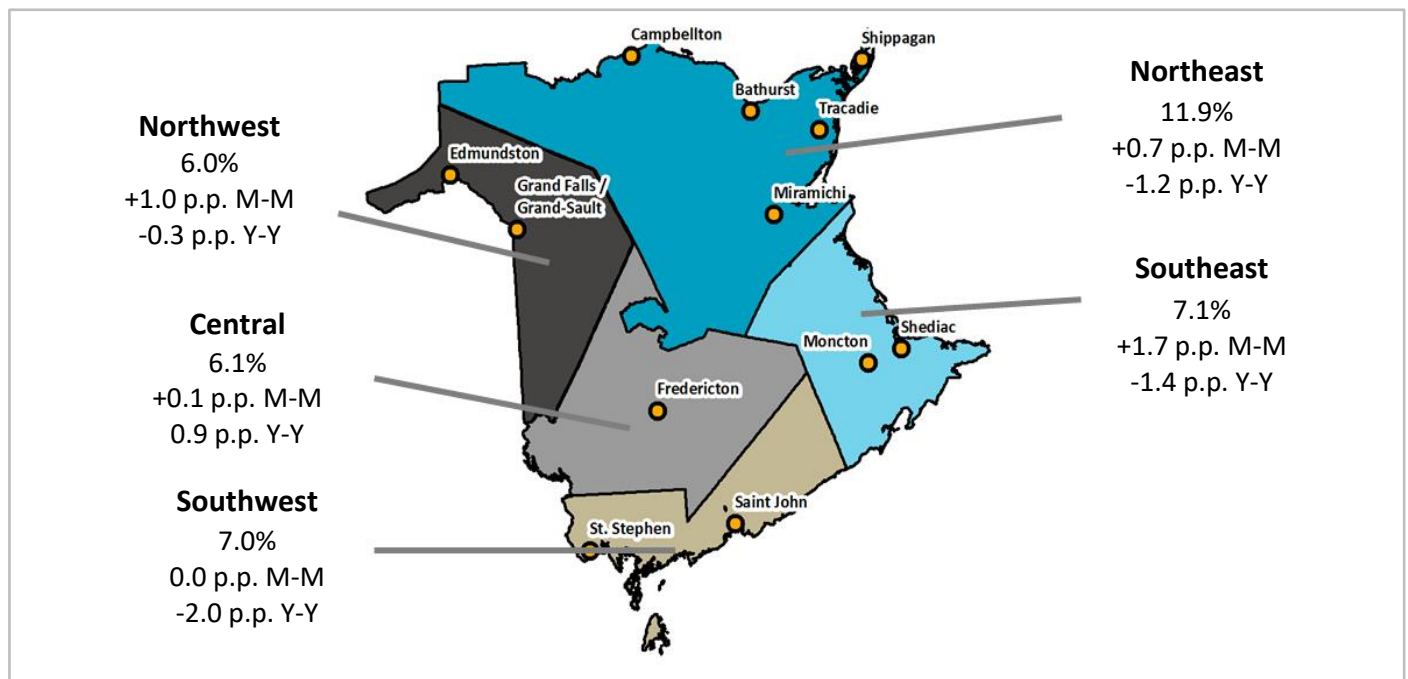 Northwest
6.0%
+1.0 p.p. M-M
-0.3 p.p. Y-Y
Central
6.1%
+0.1 p.p. M-M
0.9 p.p. Y-Y
Southwest
7.0%
0.0 p.p. M-M
-2.0 p.p. Y-Y
Campbellton
Shippagan
Bathurst
Tracadie
Edmundston
Grand Falls /
Grand-Sault
Miramichi
Moncton
Shediac
Fredericton
Saint John
St. Stephen
Northeast
11.9%
+0.7 p.p. M-M
-1.2 p.p. Y-Y
Southeast
7.1%
+1.7 p.p. M-M
-1.4 p.p. Y-Y